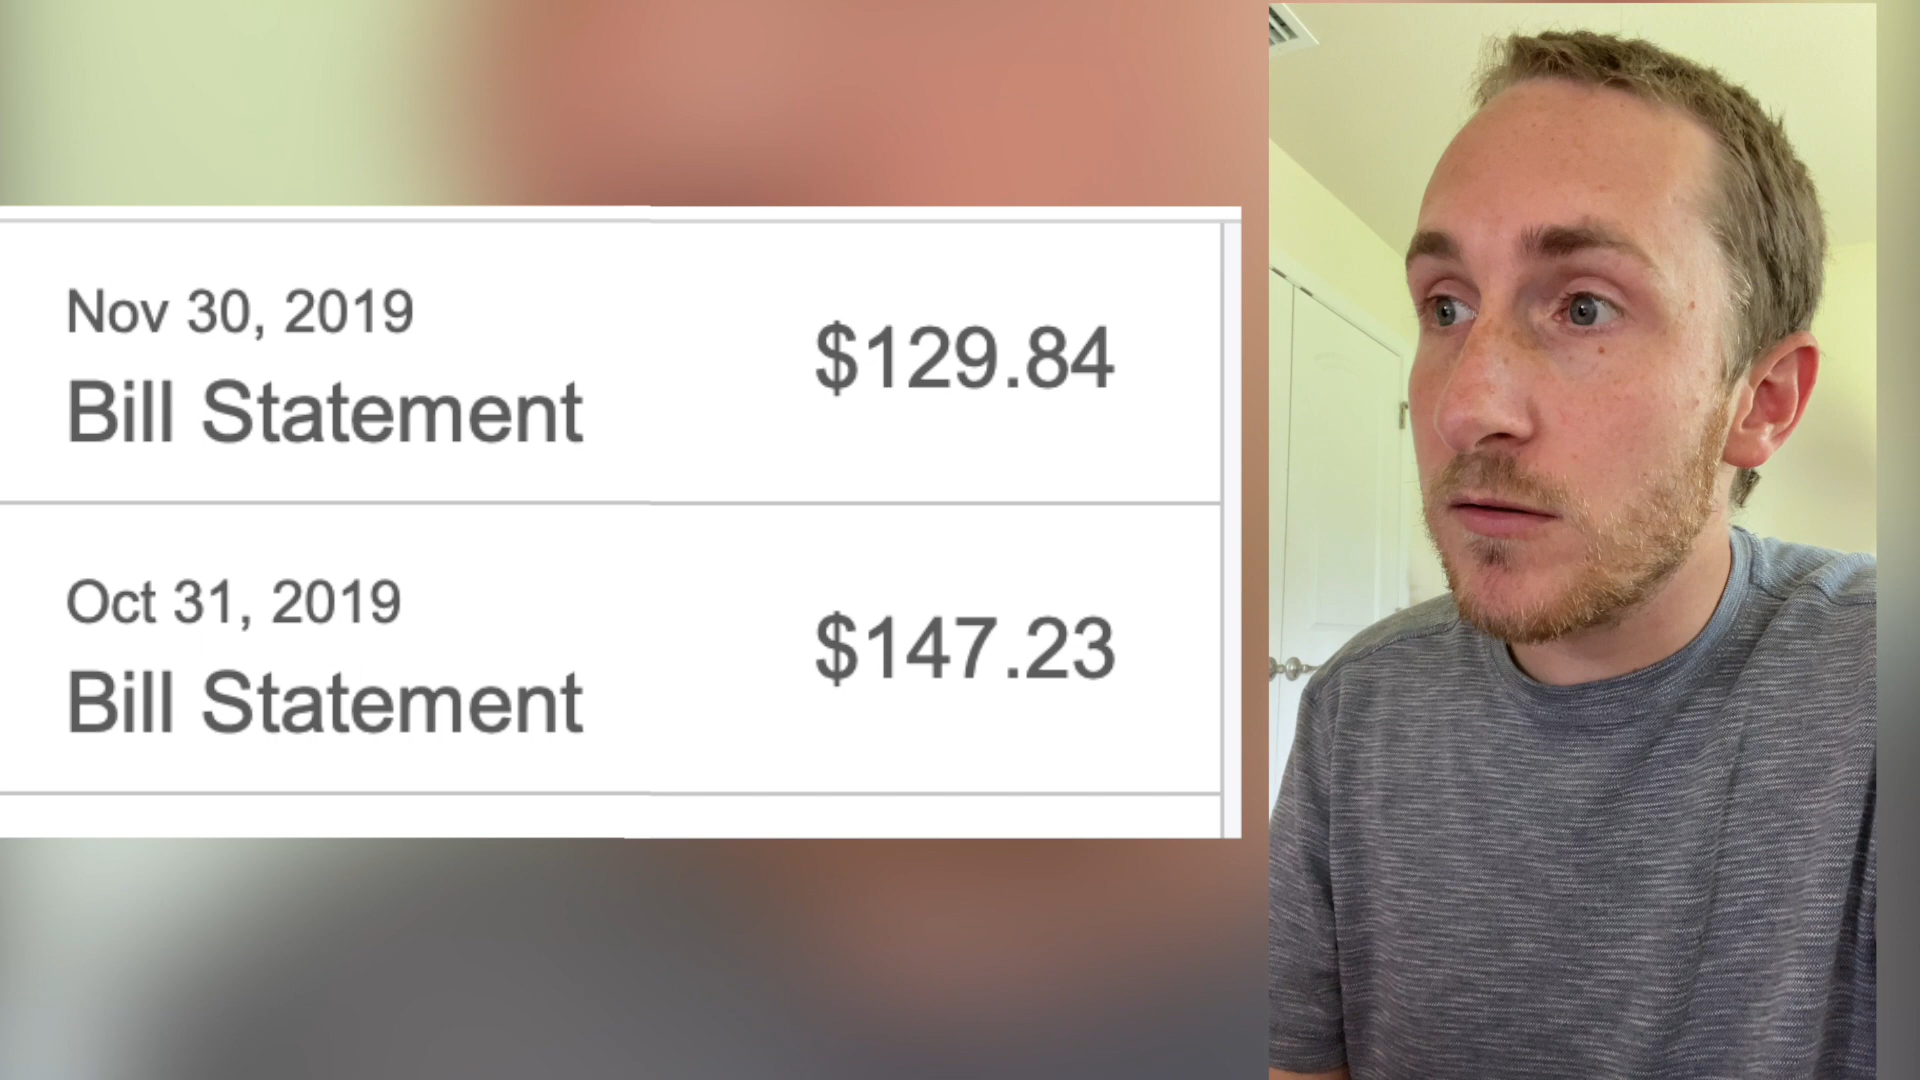 Nov 30, 2019
Bill Statement
$129.84
Oct 31, 2019
Bill Statement
$147.23